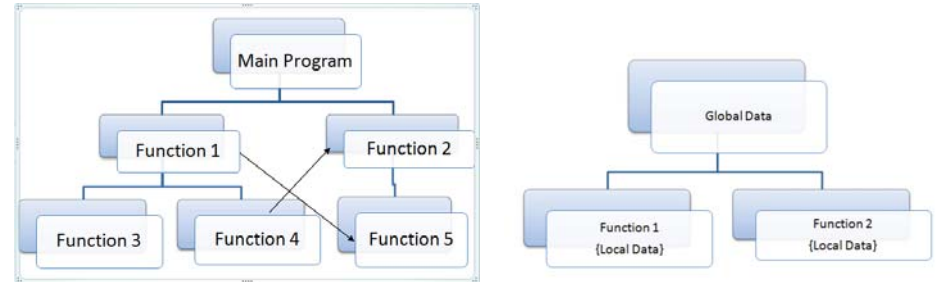 Main Program
Function 1
Function 2
Function 3
Function 4
Function 5
Global Data
Function 1
{Local Data}
Function 2
{Local Data}